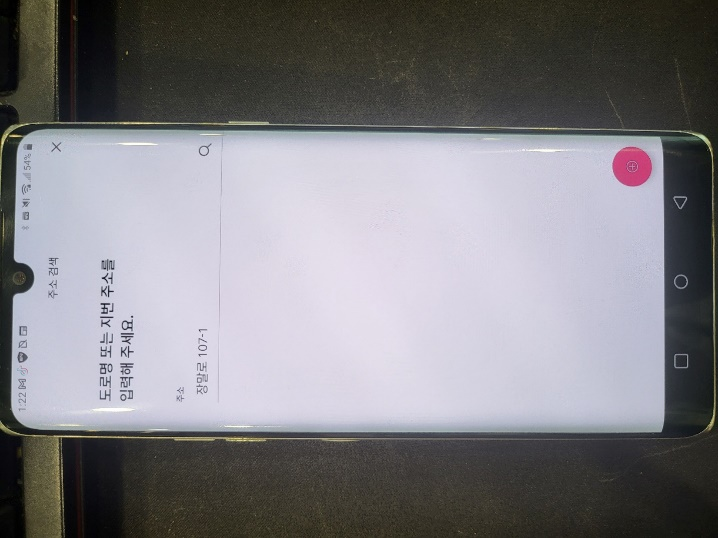 1:22
54%
주소 검색
도로명 또는 지번 주소를
입력해 주세요.
주소
장말로 107-1